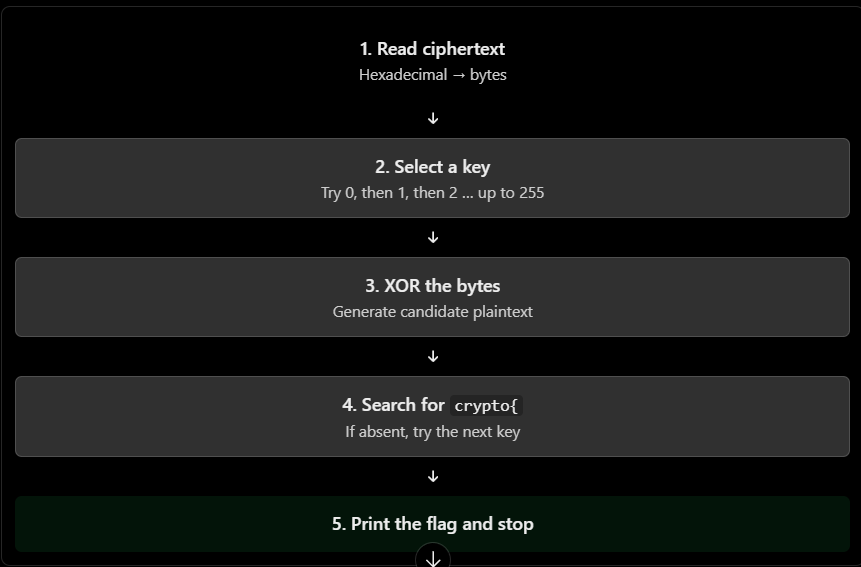 1. Read ciphertext
Hexadecimal → bytes
↓
2. Select a key
Try 0, then 1, then 2 ... up to 255
↓
3. XOR the bytes
Generate candidate plaintext
↓
4. Search for crypto{
If absent, try the next key
↓
5. Print the flag and stop
↓